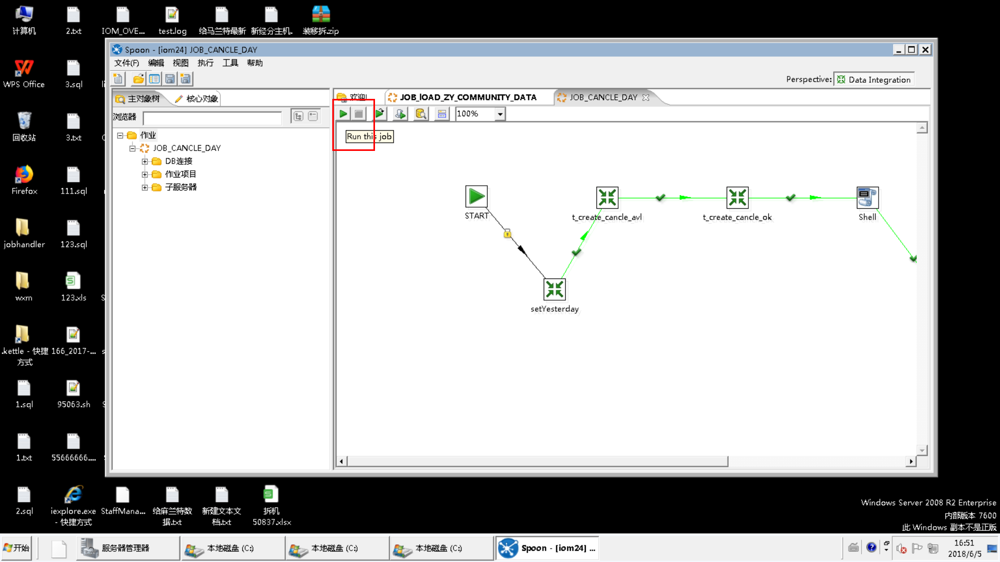 计算机
2.txt
IOM_OVE...
test.log
给马兰特最新
新经分主机.
装移拆.zip
WPS Office
3.sql
回收站
3.txt
Firefox
111.sql
jobhandler
123.sql
wxm
123.xls
.kettle - 快捷方式
166_2017-...
1.sql
95063.sh
1.txt
55666666....
2.sql
iexplore.exe - 快捷方式
StaffMana...
给麻兰特数据.txt
新建文本文档.txt
拆机50837.xlsx
Spoon - [iom24] JOB_CANCLE_DAY
文件(F) 编辑 视图 执行 工具 帮助
Perspective: Data Integration
主对象树 核心对象
浏览器
作业
JOB_CANCLE_DAY
DB连接
作业项目
子服务器
欢迎! JOB_lOAD_ZY_COMMUNITY_DATA JOB_CANCLE_DAY
100%
Run this job
START
t_create_cancle_avl
t_create_cancle_ok
Shell
setYesterday
Windows Server 2008 R2 Enterprise
内部版本 7600
此 Windows 副本不是正版
开始
服务器管理器
本地磁盘 (C:)
本地磁盘 (C:)
本地磁盘 (C:)
Spoon - [iom24] ...
16:51
2018/6/5